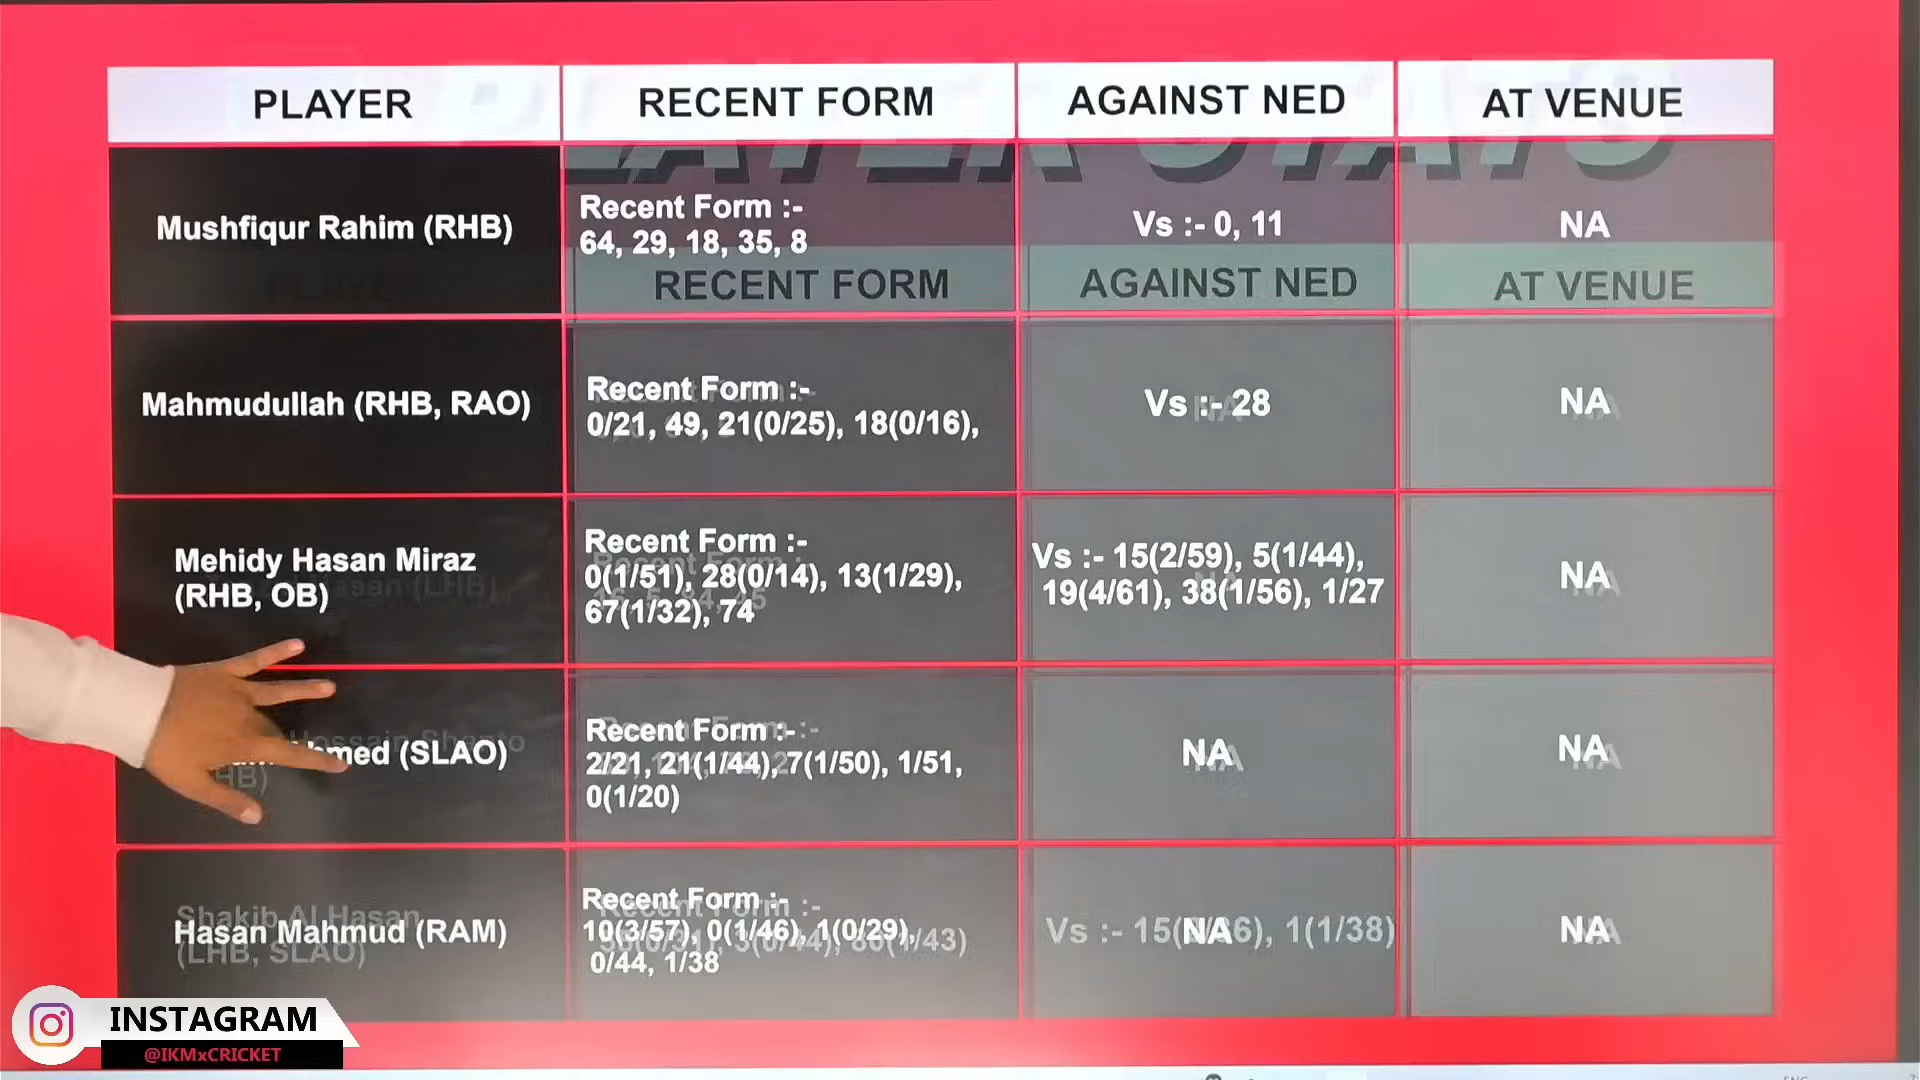 PLAYER
RECENT FORM
AGAINST NED
AT VENUE
Mushfiqur Rahim (RHB)
Recent Form :-
64, 29, 18, 35, 8
Vs :- 0, 11
NA
PLAYER
RECENT FORM
AGAINST NED
AT VENUE
Mahmudullah (RHB, RAO)
Recent Form :-
0/21, 49, 21(0/25), 18(0/16),
Vs :- 28
NA
Mehidy Hasan Miraz
(RHB, OB)
Recent Form :-
0(1/51), 28(0/14), 13(1/29),
67(1/32), 74
Vs :- 15(2/59), 5(1/44),
19(4/61), 38(1/56), 1/27
NA
Hossain Shanto
hmed (SLAO)
HB)
Recent Form :-
2/21, 21(1/44),7(1/50), 1/51,
0(1/20)
NA
NA
Shakib Al Hasan
(LHB, SLAO)
Hasan Mahmud (RAM)
Recent Form :-
10(3/57), 0(1/46), 1(0/29),
0/44, 1/38
Vs :- 1(1/38)
NA
NA
INSTAGRAM
@IKMxCRICKET